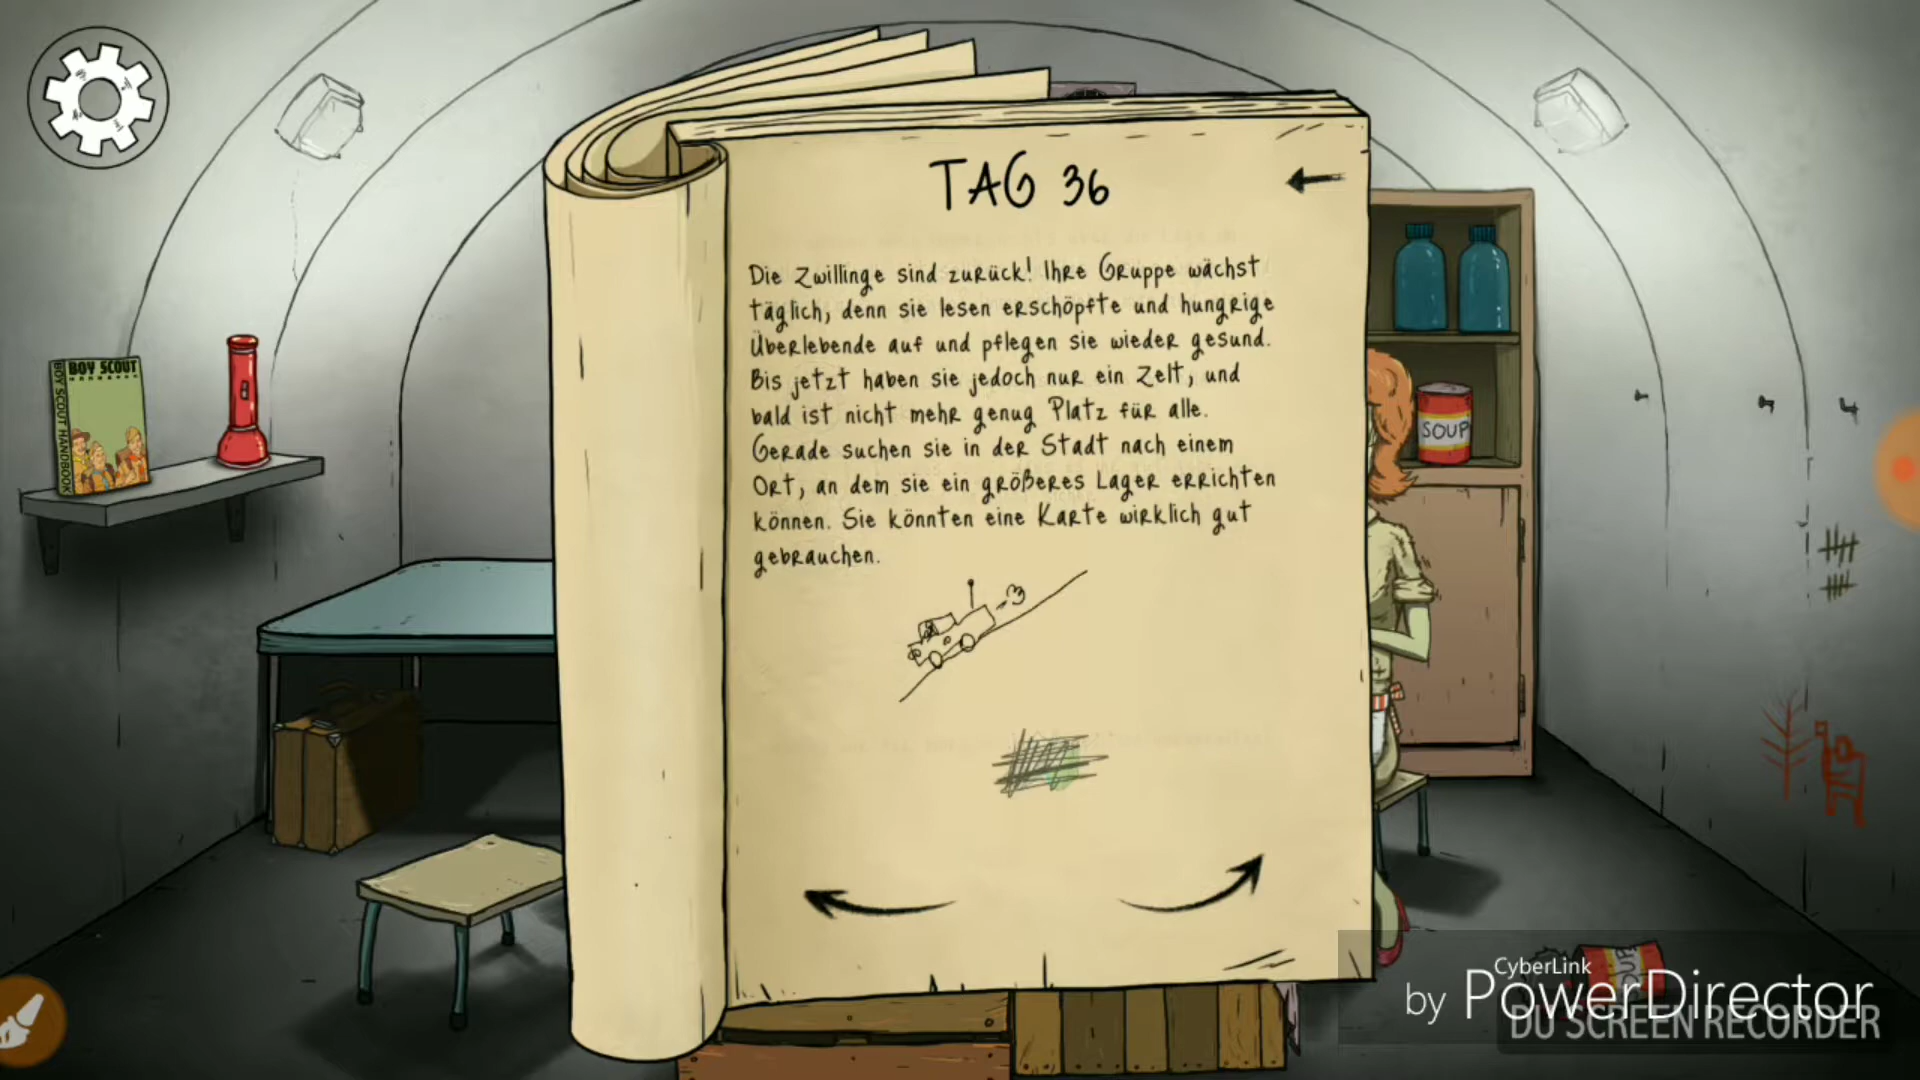 TAG 36
Die Zwillinge sind zurück! Ihre Gruppe wächst
täglich, denn sie lesen erschöpfte und hungrige
Überlebende auf und pflegen sie wieder gesund.
Bis jetzt haben sie jedoch nur ein Zelt, und
bald ist nicht mehr genug Platz für alle.
Gerade suchen sie in der Stadt nach einem
Ort, an dem sie ein größeres Lager errichten
können. Sie könnten eine Karte wirklich gut
gebrauchen.
BOY SCOUT
BOY SCOUT HANDBOOK
SOUP
SOUP
CyberLink
by PowerDirector
DU SCREEN RECORDER